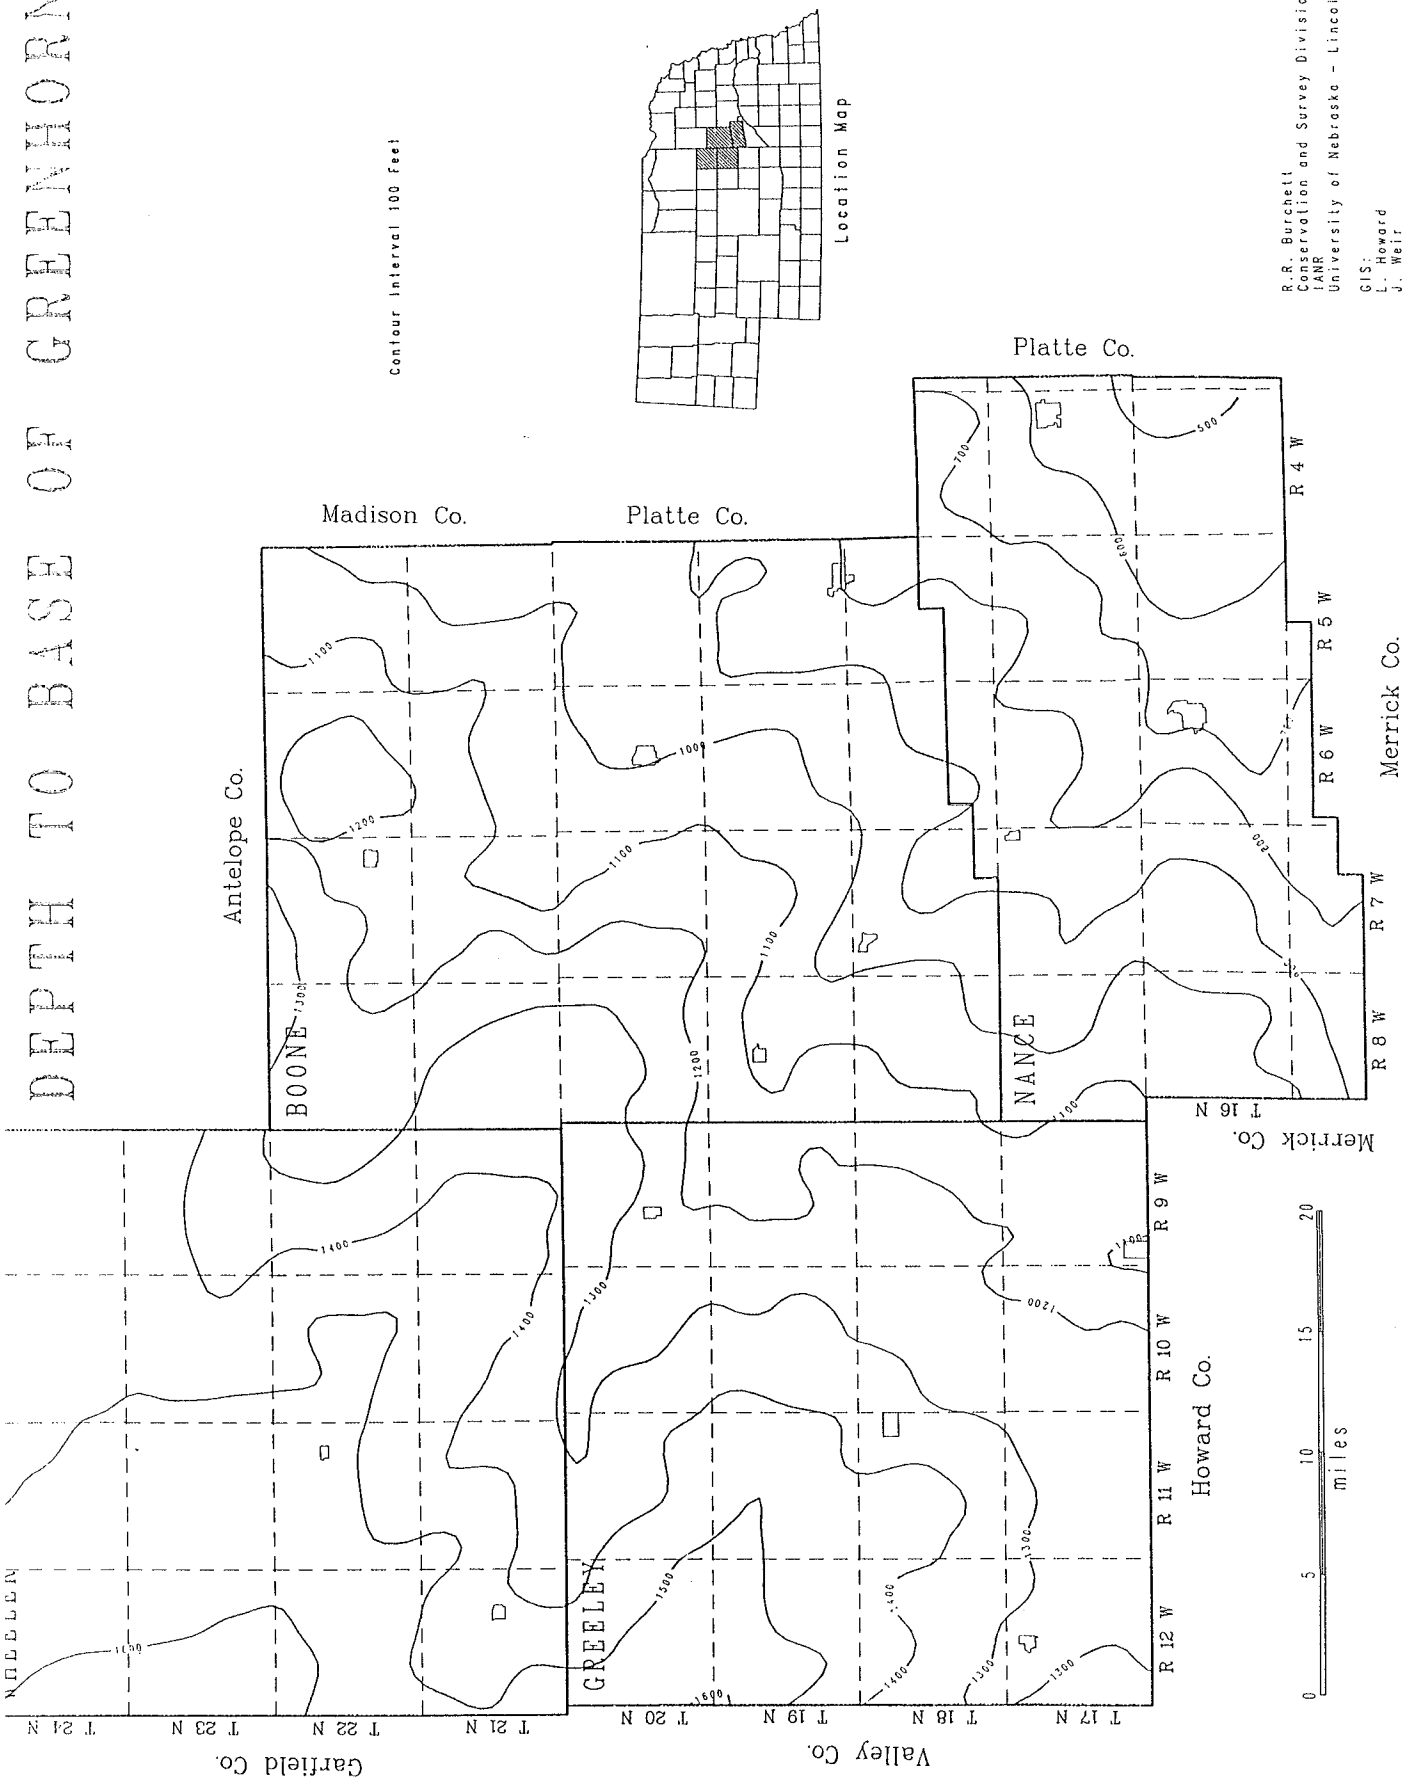 DEPTH TO BASE OF GREENHORN
Contour Interval 100 Feet
Location Map
R.R. Burchett
Conservation and Survey
IANR
University of Nebraska -
GIS:
L. Howard
J. Weir
Antelope Co.
Madison Co.
Platte Co.
Platte Co.
BOONE
NANCE
GREELEY
Garfield Co.
Valley Co.
Howard Co.
Merrick Co.
Merrick Co.
T 24 N
T 23 N
T 22 N
T 21 N
T 20 N
T 19 N
T 18 N
T 17 N
T 16 N
R 12 W
R 11 W
R 10 W
R 9 W
R 8 W
R 7 W
R 6 W
R 5 W
R 4 W
1100
1200
1300
1000
1100
1100
1200
1400
1400
1300
1500
1600
1400
1400
1300
1300
1300
1200
1100
1100
700
600
500
800
0 5 10 15 20
miles